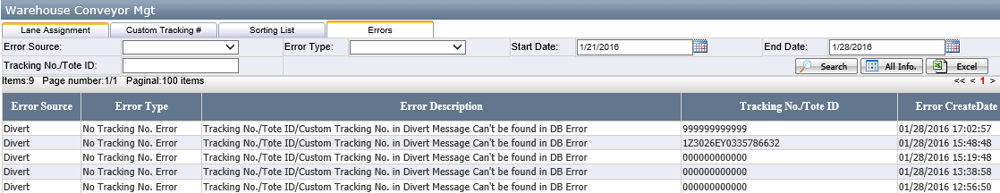 Warehouse Conveyor Mgt
Lane Assignment Custom Tracking # Sorting List Errors
Error Source: Error Type: Start Date: 1/21/2016 End Date: 1/28/2016
Tracking No./Tote ID: Search All Info. Excel
Items:9 Page number:1/1 Paginal:100 items << < 1 >
Error Source Error Type Error Description Tracking No./Tote ID Error CreateDate
Divert No Tracking No. Error Tracking No./Tote ID/Custom Tracking No. in Divert Message Can't be found in DB Error 999999999999 01/28/2016 17:02:57
Divert No Tracking No. Error Tracking No./Tote ID/Custom Tracking No. in Divert Message Can't be found in DB Error 1Z3026EY0335786632 01/28/2016 15:48:48
Divert No Tracking No. Error Tracking No./Tote ID/Custom Tracking No. in Divert Message Can't be found in DB Error 000000000000 01/28/2016 15:19:48
Divert No Tracking No. Error Tracking No./Tote ID/Custom Tracking No. in Divert Message Can't be found in DB Error 000000000000 01/28/2016 13:38:58
Divert No Tracking No. Error Tracking No./Tote ID/Custom Tracking No. in Divert Message Can't be found in DB Error 000000000000 01/28/2016 12:56:50